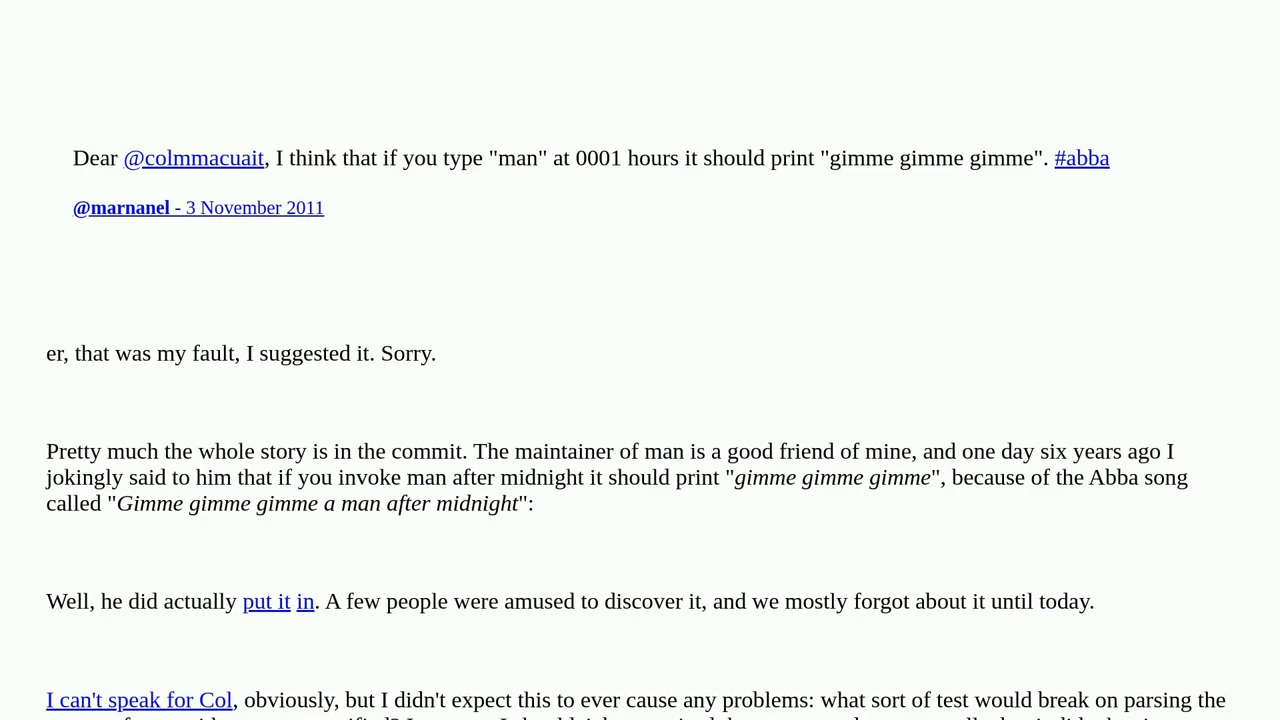 Dear @colmmacuait, I think that if you type "man" at 0001 hours it should print "gimme gimme gimme". #abba
@marnanel - 3 November 2011
er, that was my fault, I suggested it. Sorry.
Pretty much the whole story is in the commit. The maintainer of man is a good friend of mine, and one day six years ago I
jokingly said to him that if you invoke man after midnight it should print "gimme gimme gimme", because of the Abba song
called "Gimme gimme gimme a man after midnight":
Well, he did actually put it in. A few people were amused to discover it, and we mostly forgot about it until today.
I can't speak for Col, obviously, but I didn't expect this to ever cause any problems: what sort of test would break on parsing the